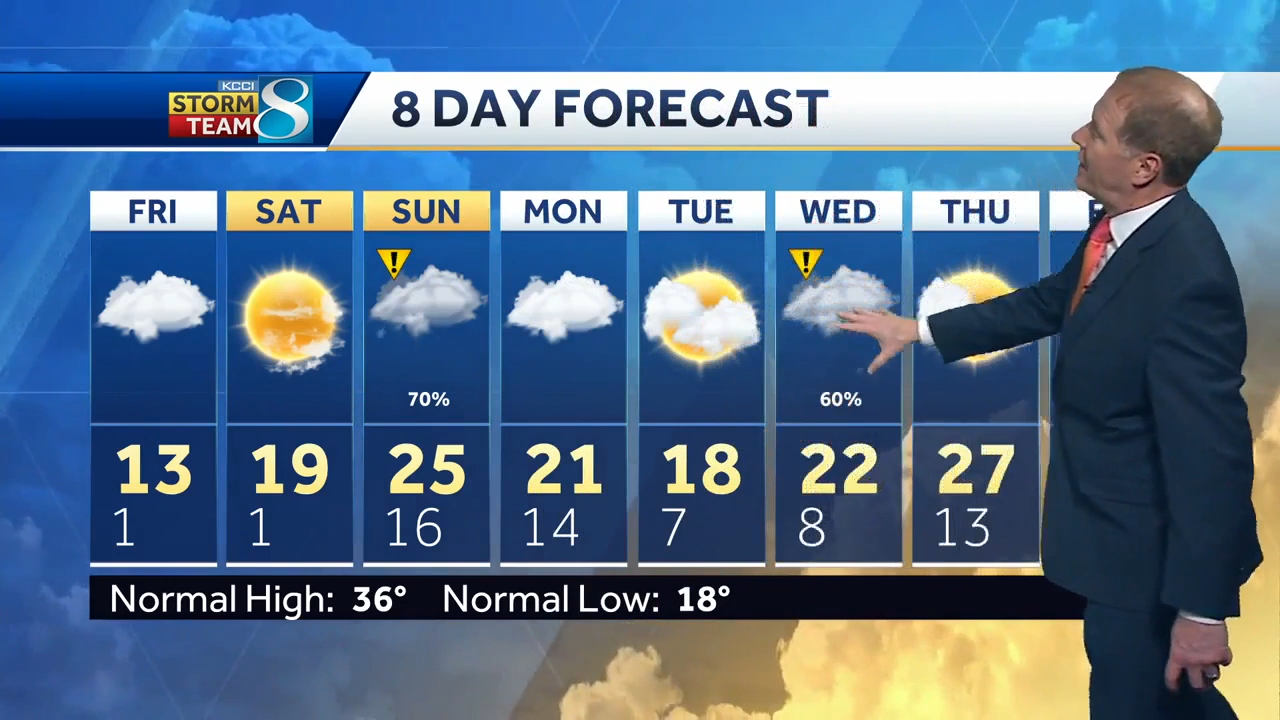 KCCI
STORM
TEAM 8
8 DAY FORECAST
FRI SAT SUN MON TUE WED THU
! !
70% 60%
13 19 25 21 18 22 27
1 1 16 14 7 8 13
Normal High: 36° Normal Low: 18°